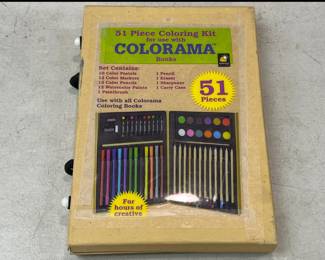 51 Piece Coloring Kit
for use with
COLORAMA
Books
Set Contains:
10 Color Pastels
12 Color Markers
12 Color Pencils
12 Watercolor Paints
1 Paintbrush
1 Pencil
1 Eraser
1 Sharpener
1 Carry Case
51
Pieces
Use with all Colorama
Coloring Books
For
hours of
creative